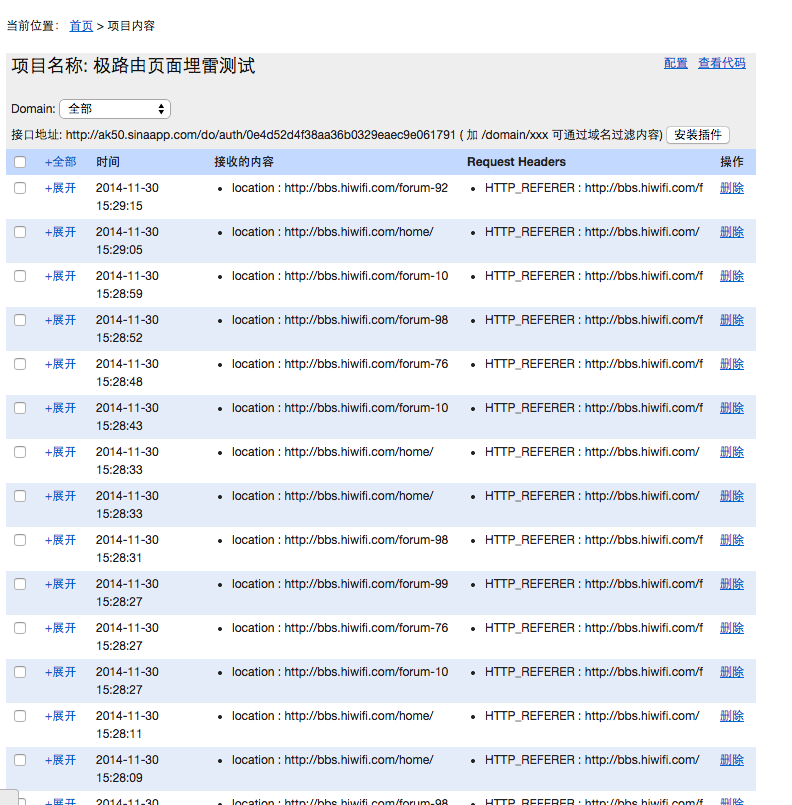 当前位置： 首页 > 项目内容
项目名称: 极路由页面埋雷测试 配置 查看代码
Domain: 全部
接口地址: http://ak50.sinaapp.com/do/auth/0e4d52d4f38aa36b0329eaec9e061791 ( 加 /domain/xxx 可通过域名过滤内容) 安装插件
+全部 时间 接收的内容 Request Headers 操作
+展开 2014-11-30 location : http://bbs.hiwifi.com/forum-92 HTTP_REFERER : http://bbs.hiwifi.com/f 删除
15:29:15
+展开 2014-11-30 location : http://bbs.hiwifi.com/home/ HTTP_REFERER : http://bbs.hiwifi.com/ 删除
15:29:05
+展开 2014-11-30 location : http://bbs.hiwifi.com/forum-10 HTTP_REFERER : http://bbs.hiwifi.com/f 删除
15:28:59
+展开 2014-11-30 location : http://bbs.hiwifi.com/forum-98 HTTP_REFERER : http://bbs.hiwifi.com/f 删除
15:28:52
+展开 2014-11-30 location : http://bbs.hiwifi.com/forum-76 HTTP_REFERER : http://bbs.hiwifi.com/f 删除
15:28:48
+展开 2014-11-30 location : http://bbs.hiwifi.com/forum-10 HTTP_REFERER : http://bbs.hiwifi.com/f 删除
15:28:43
+展开 2014-11-30 location : http://bbs.hiwifi.com/home/ HTTP_REFERER : http://bbs.hiwifi.com/ 删除
15:28:33
+展开 2014-11-30 location : http://bbs.hiwifi.com/home/ HTTP_REFERER : http://bbs.hiwifi.com/ 删除
15:28:33
+展开 2014-11-30 location : http://bbs.hiwifi.com/forum-98 HTTP_REFERER : http://bbs.hiwifi.com/f 删除
15:28:31
+展开 2014-11-30 location : http://bbs.hiwifi.com/forum-99 HTTP_REFERER : http://bbs.hiwifi.com/f 删除
15:28:27
+展开 2014-11-30 location : http://bbs.hiwifi.com/forum-76 HTTP_REFERER : http://bbs.hiwifi.com/f 删除
15:28:27
+展开 2014-11-30 location : http://bbs.hiwifi.com/forum-10 HTTP_REFERER : http://bbs.hiwifi.com/f 删除
15:28:27
+展开 2014-11-30 location : http://bbs.hiwifi.com/home/ HTTP_REFERER : http://bbs.hiwifi.com/ 删除
15:28:11
+展开 2014-11-30 location : http://bbs.hiwifi.com/home/ HTTP_REFERER : http://bbs.hiwifi.com/ 删除
15:28:09
+展开 2014-11-30 location : http://bbs.hiwifi.com/forum-98 HTTP_REFERER : http://bbs.hiwifi.com/f 删除